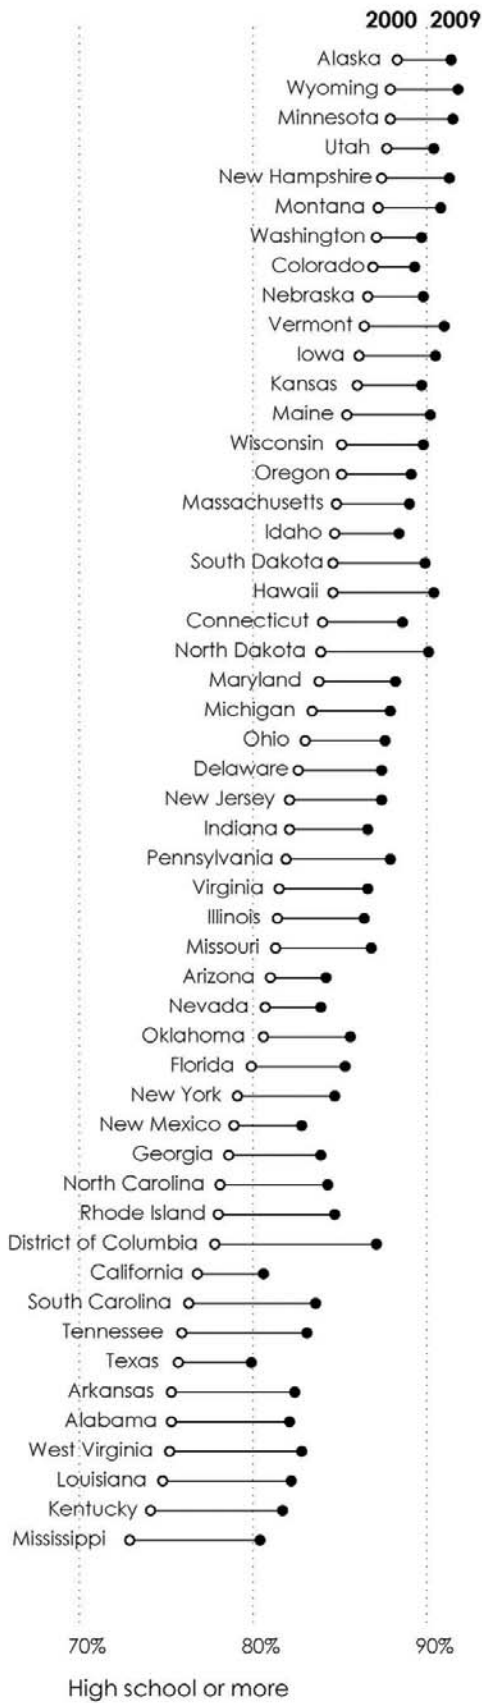 2000 2009
Alaska
Wyoming
Minnesota
Utah
New Hampshire
Montana
Washington
Colorado
Nebraska
Vermont
Iowa
Kansas
Maine
Wisconsin
Oregon
Massachusetts
Idaho
South Dakota
Hawaii
Connecticut
North Dakota
Maryland
Michigan
Ohio
Delaware
New Jersey
Indiana
Pennsylvania
Virginia
Illinois
Missouri
Arizona
Nevada
Oklahoma
Florida
New York
New Mexico
Georgia
North Carolina
Rhode Island
District of Columbia
California
South Carolina
Tennessee
Texas
Arkansas
Alabama
West Virginia
Louisiana
Kentucky
Mississippi
70% 80% 90%
High school or more